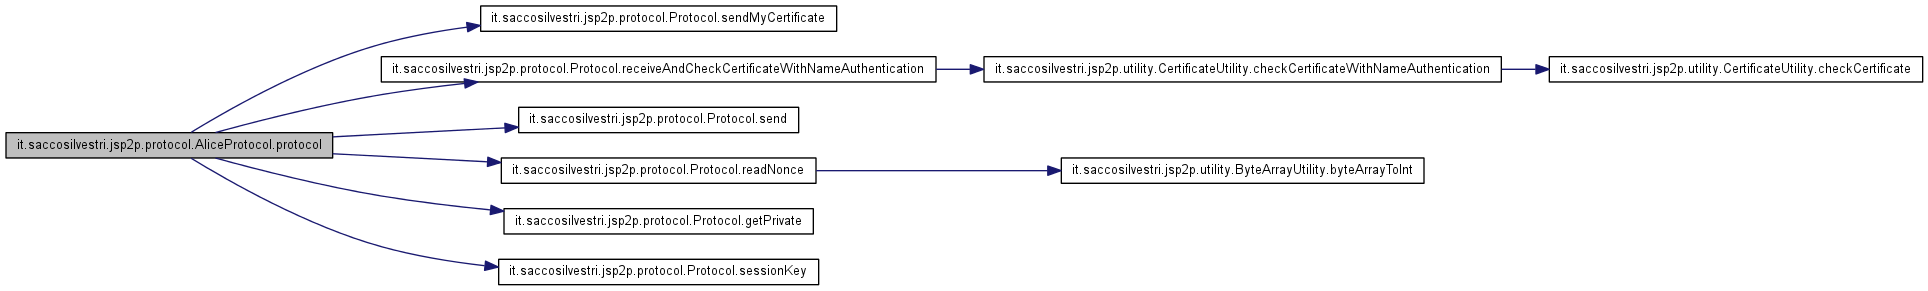 it.saccosilvestri.jsp2p.protocol.Protocol.sendMyCertificate
it.saccosilvestri.jsp2p.protocol.Protocol.receiveAndCheckCertificateWithNameAuthentication
it.saccosilvestri.jsp2p.utility.CertificateUtility.checkCertificateWithNameAuthentication
it.saccosilvestri.jsp2p.utility.CertificateUtility.checkCertificate
it.saccosilvestri.jsp2p.protocol.Protocol.send
it.saccosilvestri.jsp2p.protocol.AliceProtocol.protocol
it.saccosilvestri.jsp2p.protocol.Protocol.readNonce
it.saccosilvestri.jsp2p.utility.ByteArrayUtility.byteArrayToInt
it.saccosilvestri.jsp2p.protocol.Protocol.getPrivate
it.saccosilvestri.jsp2p.protocol.Protocol.sessionKey